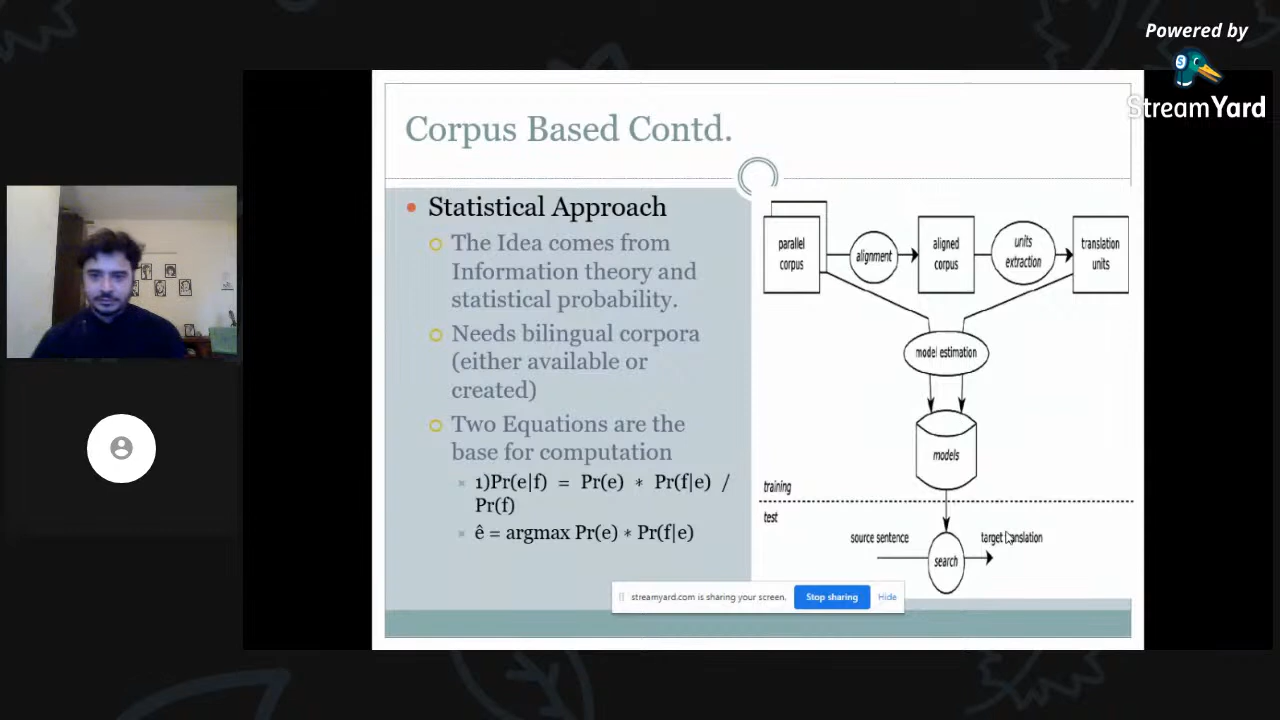 Powered by
StreamYard
Corpus Based Contd.
Statistical Approach
The Idea comes from
Information theory and
statistical probability.
Needs bilingual corpora
(either available or
created)
Two Equations are the
base for computation
1)Pr(e|f) = Pr(e) * Pr(f|e) /
Pr(f)
ê = argmax Pr(e) * Pr(f|e)
parallel
corpus
alignment
aligned
corpus
units
extraction
translation
units
model estimation
models
training
test
source sentence
target translation
search
streamyard.com is sharing your screen.
Stop sharing
Hide